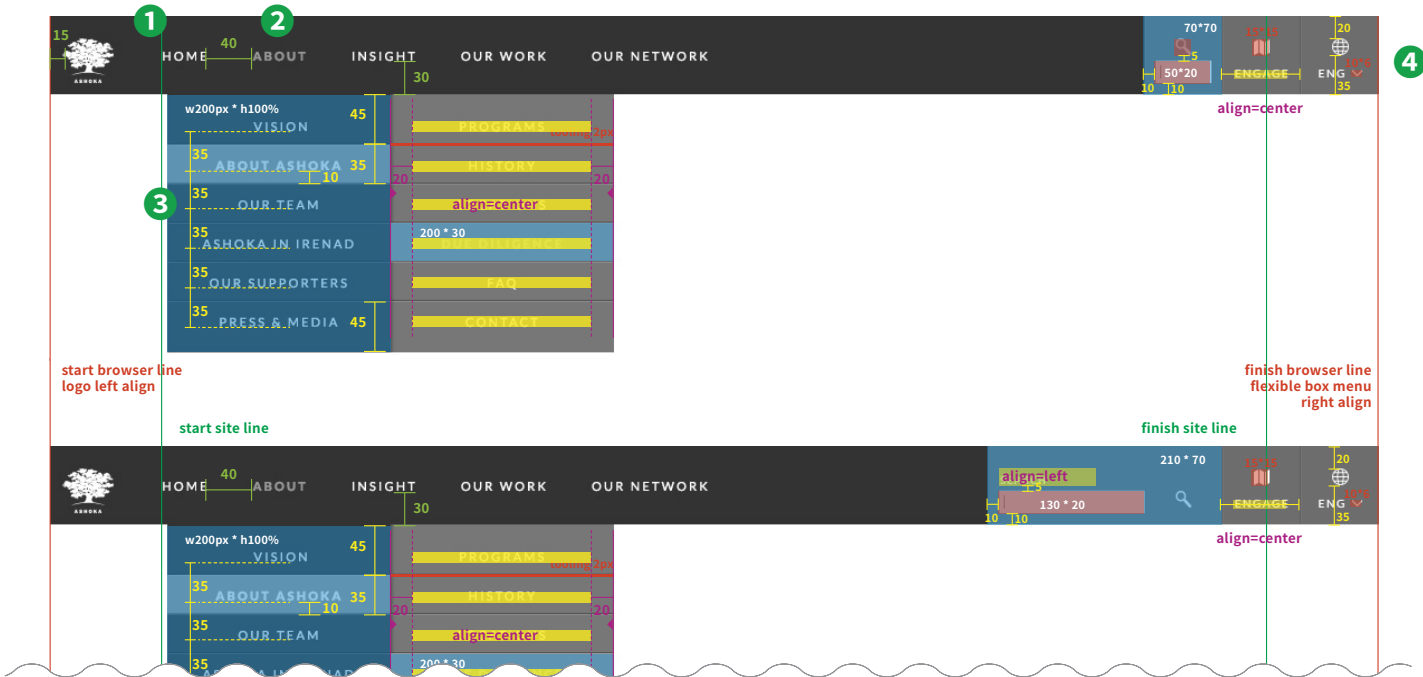 1
2
15
40
HOME
ABOUT
INSIGHT
OUR WORK
OUR NETWORK
30
ASHOKA
70*70
5
50*20
10
10
ENGAGE
20
ENG
35
4
align=center
w200px * h100%
VISION
45
PROGRAMS
2px
35
ABOUT ASHOKA
35
HISTORY
10
20
20
3
35
OUR TEAM
align=center
S
35
ASHOKA IN IRENAD
200 * 30
DUE DILIGENCE
35
OUR SUPPORTERS
FAQ
35
PRESS & MEDIA
45
CONTACT
start browser line
logo left align
finish browser line
flexible box menu
right align
start site line
finish site line
40
HOME
ABOUT
INSIGHT
OUR WORK
OUR NETWORK
30
ASHOKA
210 * 70
align=left
5
130 * 20
10
10
ENGAGE
20
ENG
35
align=center
w200px * h100%
VISION
45
PROGRAMS
2px
35
ABOUT ASHOKA
35
HISTORY
10
20
20
35
OUR TEAM
align=center
S
35
200 * 30